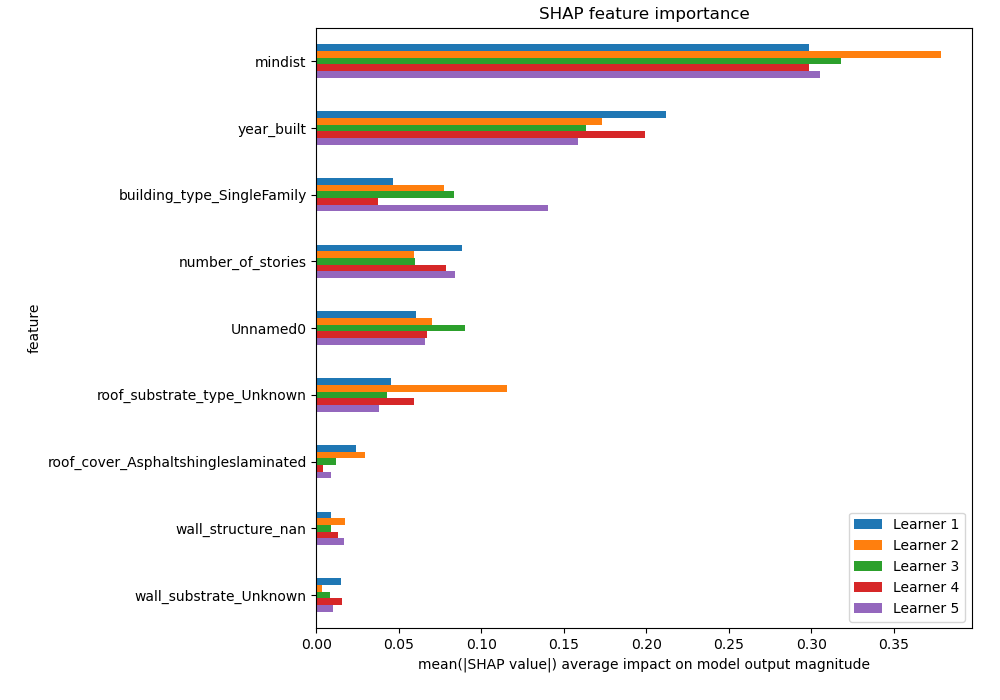 SHAP feature importance
mindist
year_built
building_type_SingleFamily
number_of_stories
Unnamed0
roof_substrate_type_Unknown
roof_cover_Asphaltshingleslaminated
wall_structure_nan
wall_substrate_Unknown
feature
Learner 1
Learner 2
Learner 3
Learner 4
Learner 5
0.00 0.05 0.10 0.15 0.20 0.25 0.30 0.35
mean(|SHAP value|) average impact on model output magnitude